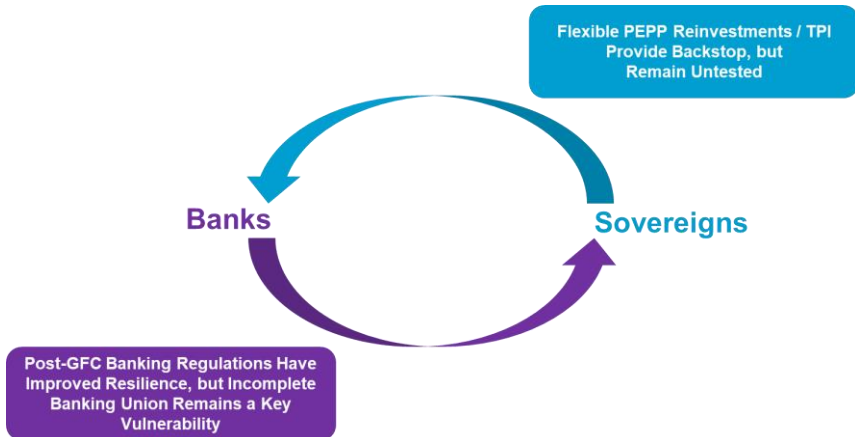 Flexible PEPP Reinvestments / TPI
Provide Backstop, but
Remain Untested
Banks
Sovereigns
Post-GFC Banking Regulations Have
Improved Resilience, but Incomplete
Banking Union Remains a Key
Vulnerability